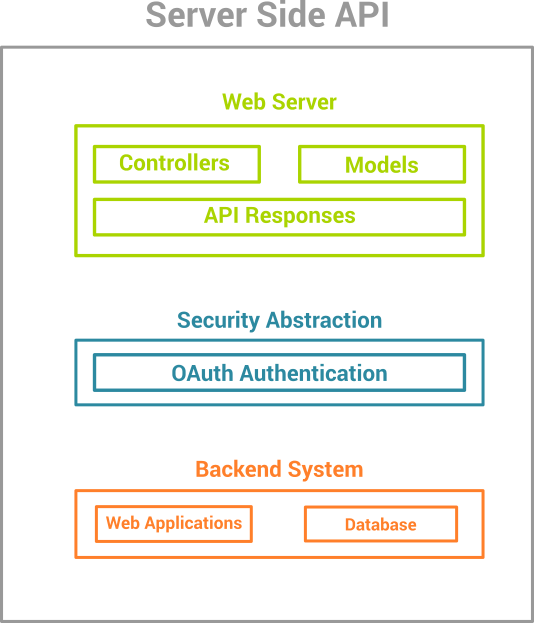 Server Side API
Web Server
Controllers
Models
API Responses
Security Abstraction
OAuth Authentication
Backend System
Web Applications
Database